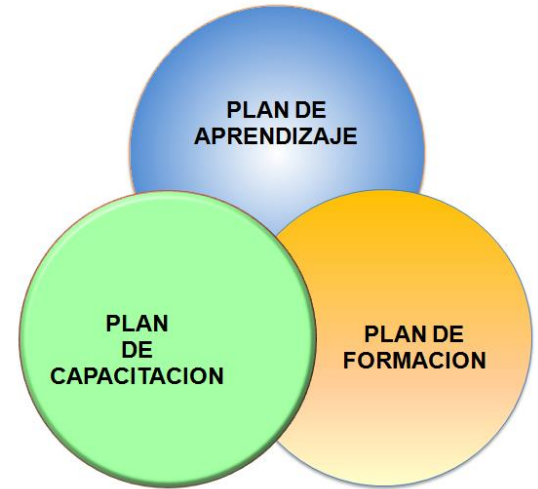 PLAN DE
APRENDIZAJE
PLAN
DE
CAPACITACION
PLAN DE
FORMACION